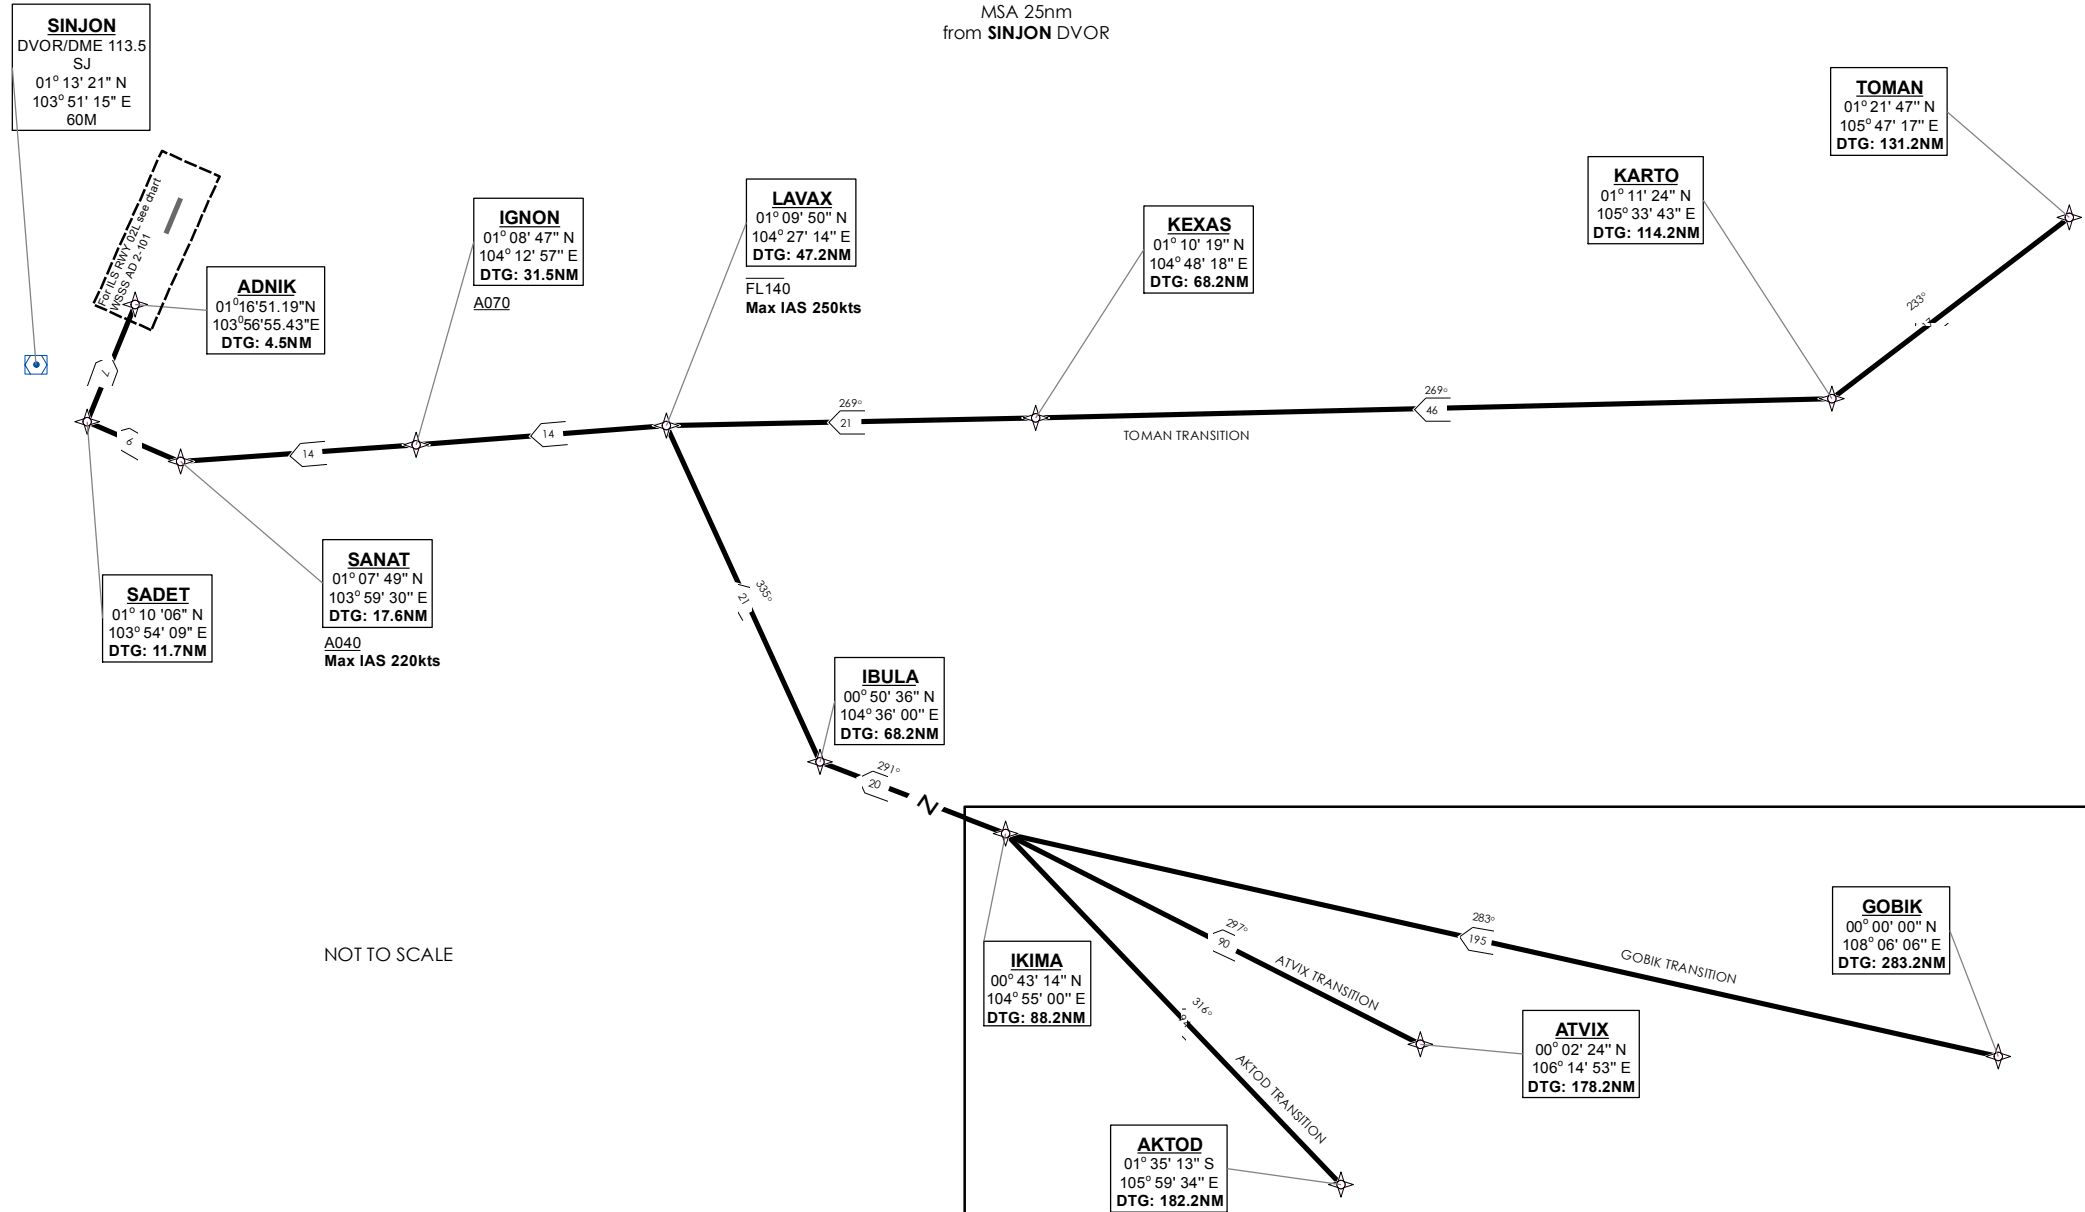 MSA 25nm
from SINJON DVOR
SINJON
DVOR/DME 113.5
SJ
01° 13' 21" N
103° 51' 15" E
60M
For ILS RWY 02L see chart
WSSS AD 2-101
ADNIK
01°16'51.19"N
103°56'55.43"E
DTG: 4.5NM
IGNON
01° 08' 47" N
104° 12' 57" E
DTG: 31.5NM
A070
LAVAX
01° 09' 50" N
104° 27' 14" E
DTG: 47.2NM
FL140
Max IAS 250kts
KEXAS
01° 10' 19" N
104° 48' 18" E
DTG: 68.2NM
KARTO
01° 11' 24" N
105° 33' 43" E
DTG: 114.2NM
TOMAN
01° 21' 47" N
105° 47' 17" E
DTG: 131.2NM
233°
269°
46
269°
21
TOMAN TRANSITION
14
14
6
7
SADET
01° 10 '06" N
103° 54' 09" E
DTG: 11.7NM
SANAT
01° 07' 49" N
103° 59' 30" E
DTG: 17.6NM
A040
Max IAS 220kts
335°
21
IBULA
00° 50' 36" N
104° 36' 00" E
DTG: 68.2NM
291°
20
NOT TO SCALE
IKIMA
00° 43' 14" N
104° 55' 00" E
DTG: 88.2NM
297°
90
ATVIX TRANSITION
283°
195
GOBIK TRANSITION
316°
AKTOD TRANSITION
GOBIK
00° 00' 00" N
108° 06' 06" E
DTG: 283.2NM
ATVIX
00° 02' 24" N
106° 14' 53" E
DTG: 178.2NM
AKTOD
01° 35' 13" S
105° 59' 34" E
DTG: 182.2NM